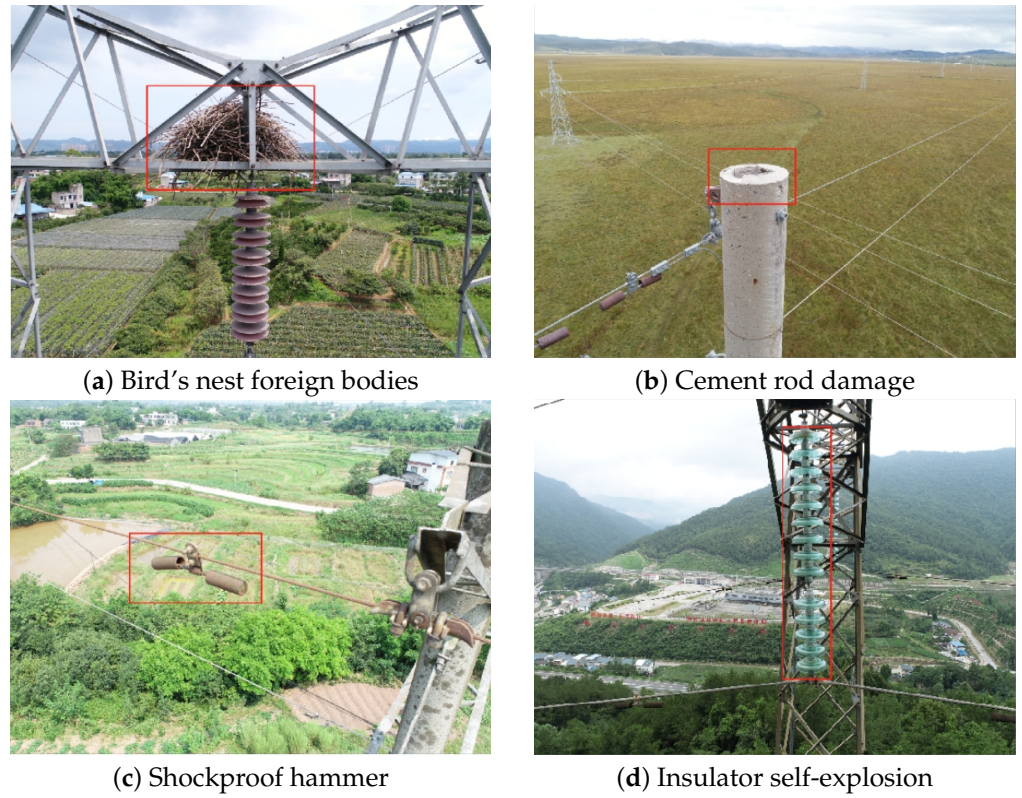 (a) Bird's nest foreign bodies
(b) Cement rod damage
(c) Shockproof hammer
(d) Insulator self-explosion